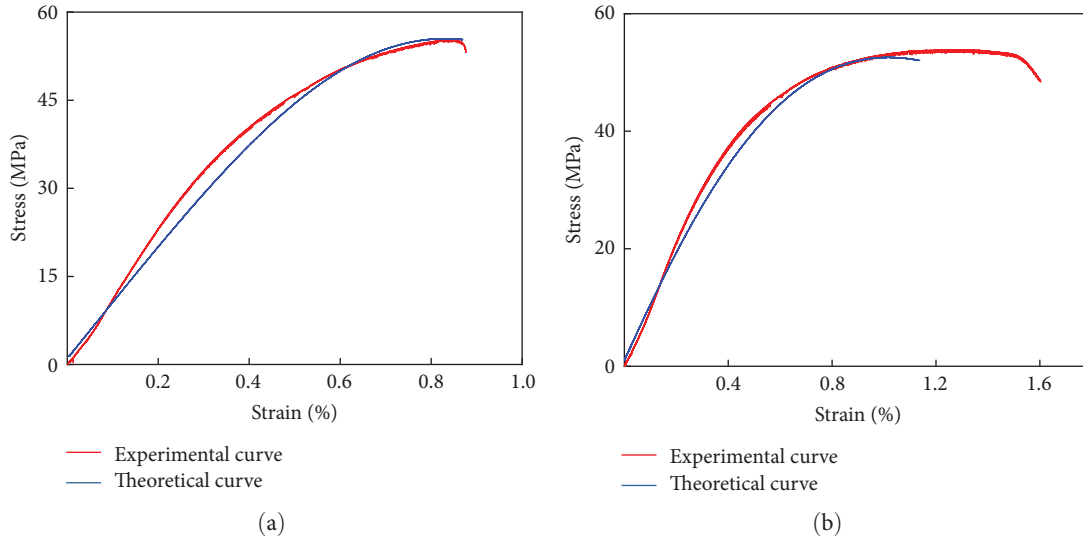 60
45
30
15
0
Stress (MPa)
0.2
0.4
0.6
0.8
1.0
Strain (%)
Experimental curve
Theoretical curve
(a)
60
40
20
0
Stress (MPa)
0.4
0.8
1.2
1.6
Strain (%)
Experimental curve
Theoretical curve
(b)